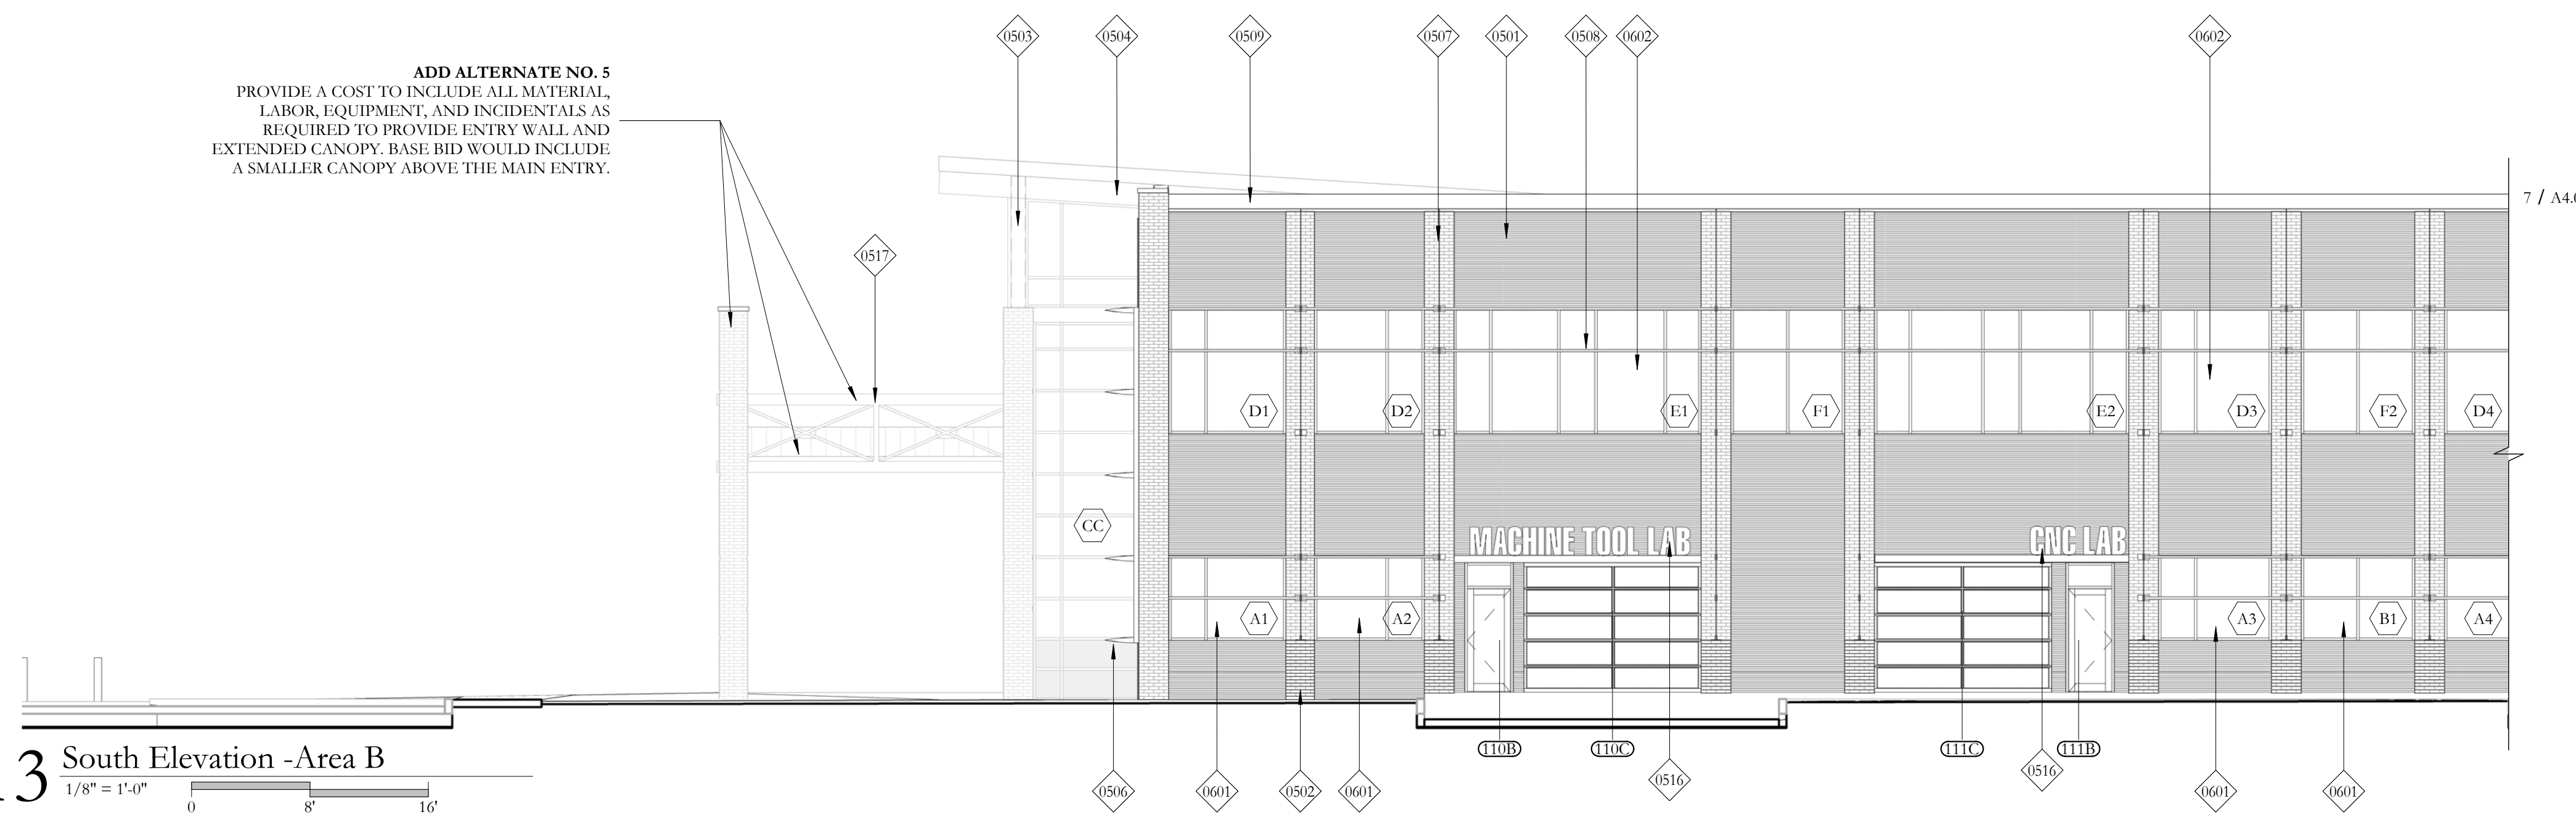 0503
0504
0509
0507
0501
0508
0602
0602
ADD ALTERNATE NO. 5
PROVIDE A COST TO INCLUDE ALL MATERIAL,
LABOR, EQUIPMENT, AND INCIDENTALS AS
REQUIRED TO PROVIDE ENTRY WALL AND
EXTENDED CANOPY. BASE BID WOULD INCLUDE
A SMALLER CANOPY ABOVE THE MAIN ENTRY.
7 / A4.
0517
D1
D2
E1
F1
E2
D3
F2
D4
CC
MACHINE TOOL LAB
CNC LAB
A1
A2
A3
B1
A4
110B
110C
111C
111B
0516
0516
0506
0601
0502
0601
0601
0601
3
South Elevation -Area B
1/8" = 1'-0"
0
8'
16'